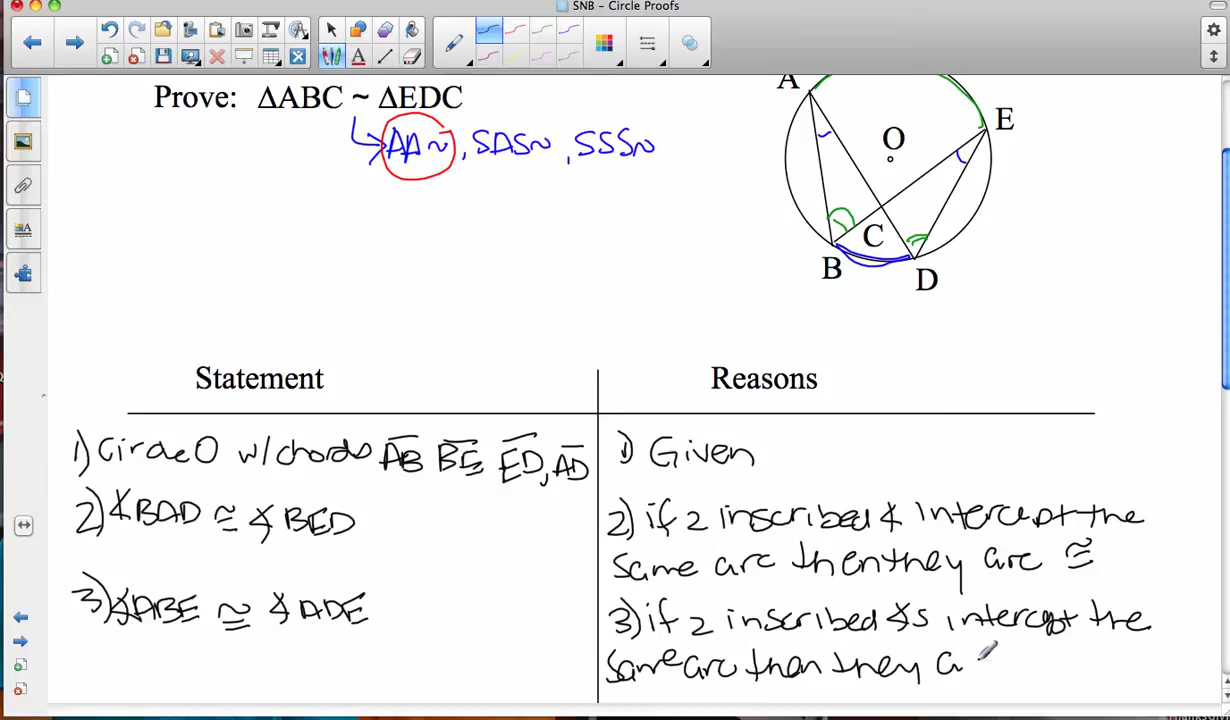 SNB - Circle Proofs
Prove: ΔABC ~ ΔEDC
AA~, SAS~, SSS~
A
E
O
C
B
D
Statement
Reasons
1) Circle O w/chords AB BE ED, AD
1) Given
2) ∡BAD ≅ ∡BED
2) if 2 inscribed ∡ intercept the
same arc then they are ≅
3) ∡ABE ≅ ∡ADE
3) if 2 inscribed ∡s intercept the
same arc then they a